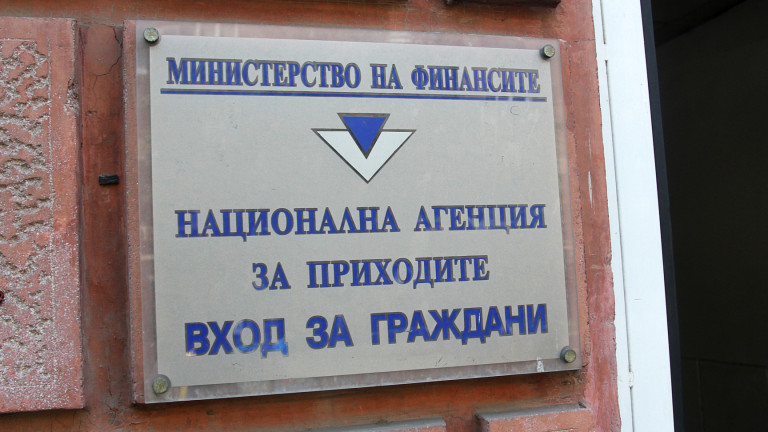 МИНИСТЕРСТВО НА ФИНАНСИТЕ
НАЦИОНАЛНА АГЕНЦИЯ
ЗА ПРИХОДИТЕ
ВХОД ЗА ГРАЖДАНИ